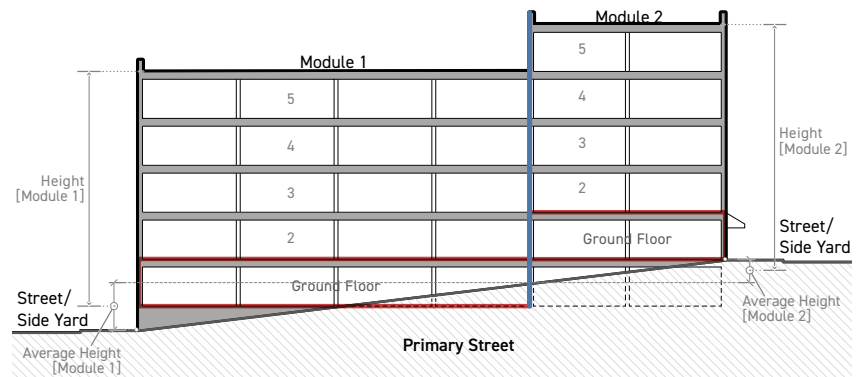 Module 2
Module 1
5
5
4
4
3
3
2
2
Height
[Module 1]
Height
[Module 2]
Ground Floor
Ground Floor
Street/
Side Yard
Street/
Side Yard
Average Height
[Module 2]
Average Height
[Module 1]
Primary Street